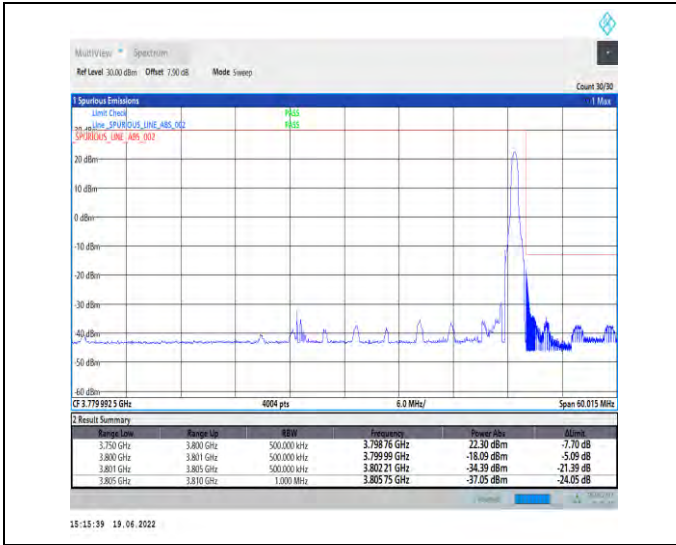 MultiView Spectrum
Ref Level 30.00 dBm Offset 7.90 dB Mode Sweep
Count 30/30
1 Spurious Emissions 1 Max
Limit Check PASS
Line _SPURIOUS_LINE_ABS_002 PASS
_SPURIOUS_LINE_ABS_002
20 dBm
10 dBm
0 dBm
-10 dBm
-20 dBm
-30 dBm
-40 dBm
-50 dBm
-60 dBm
CF 3.779 992 5 GHz 4004 pts 6.0 MHz/ Span 60.015 MHz
2 Result Summary
Range Low Range Up RBW Frequency Power Abs ΔLimit
3.750 GHz 3.800 GHz 500.000 kHz 3.798 76 GHz 22.30 dBm -7.70 dB
3.800 GHz 3.801 GHz 500.000 kHz 3.799 99 GHz -18.09 dBm -5.09 dB
3.801 GHz 3.805 GHz 500.000 kHz 3.802 21 GHz -34.39 dBm -21.39 dB
3.805 GHz 3.810 GHz 1.000 MHz 3.805 75 GHz -37.05 dBm -24.05 dB
15:15:39 19.06.2022